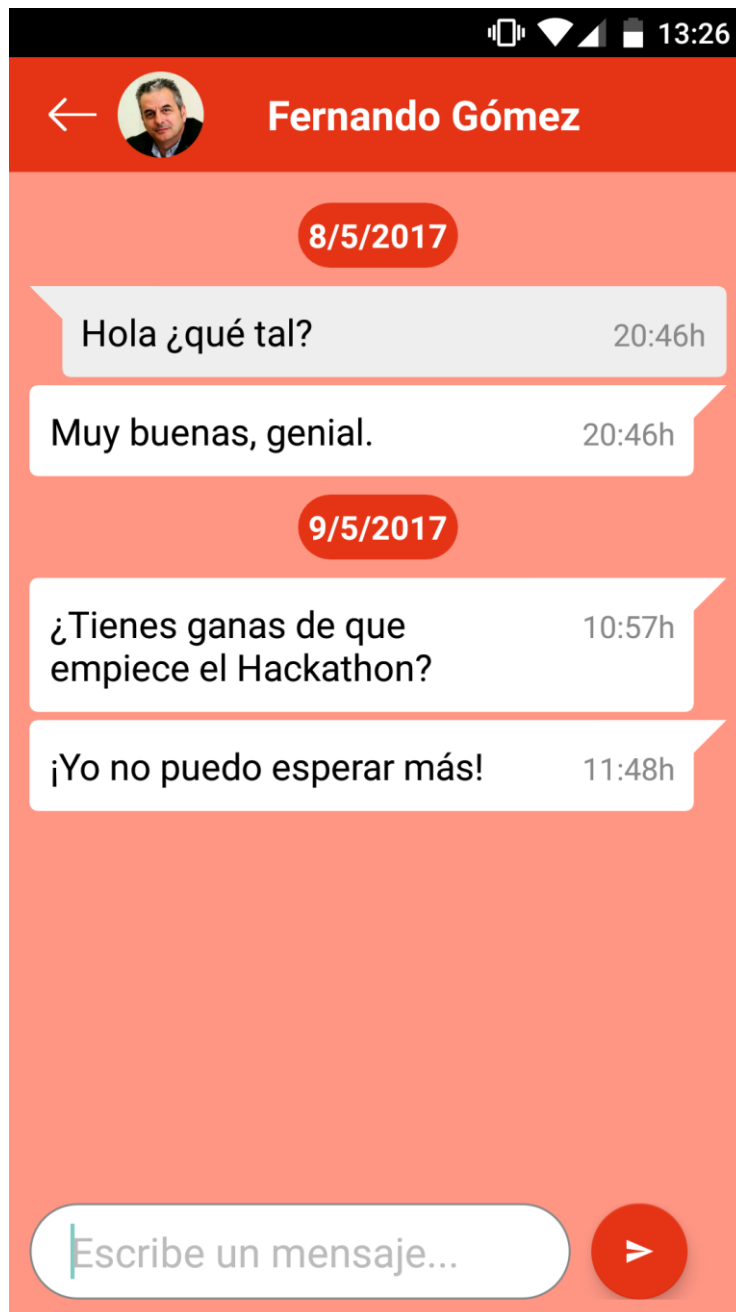 13:26
Fernando Gómez
8/5/2017
Hola ¿qué tal? 20:46h
Muy buenas, genial. 20:46h
9/5/2017
¿Tienes ganas de que 10:57h
empiece el Hackathon?
¡Yo no puedo esperar más! 11:48h
Escribe un mensaje...